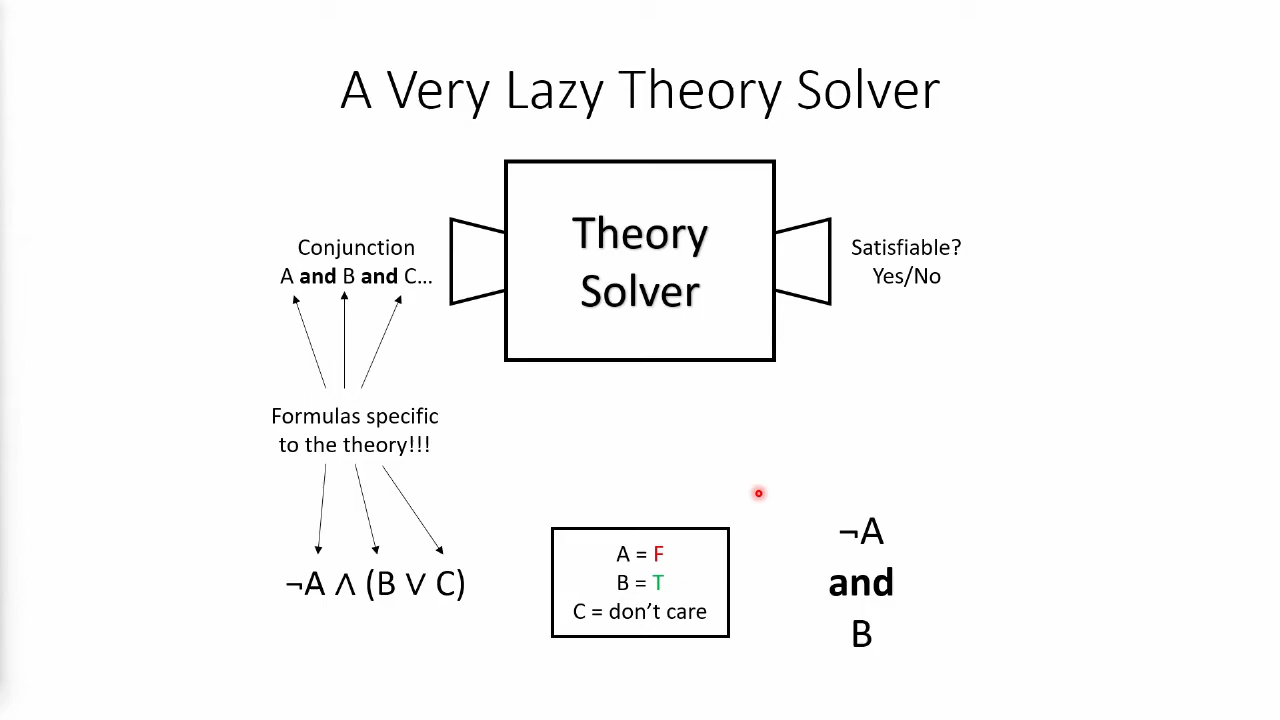 A Very Lazy Theory Solver
Conjunction
A and B and C...
Theory
Solver
Satisfiable?
Yes/No
Formulas specific
to the theory!!!
¬A ∧ (B ∨ C)
A = F
B = T
C = don’t care
¬A
and
B